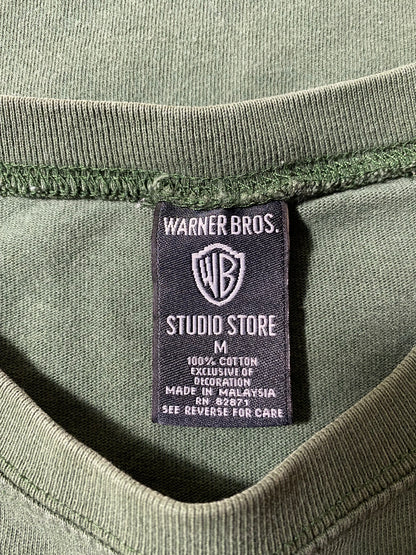 WARNER BROS.
WB
STUDIO STORE
M
100% COTTON
EXCLUSIVE OF
DECORATION
MADE IN MALAYSIA
RN 82871
SEE REVERSE FOR CARE